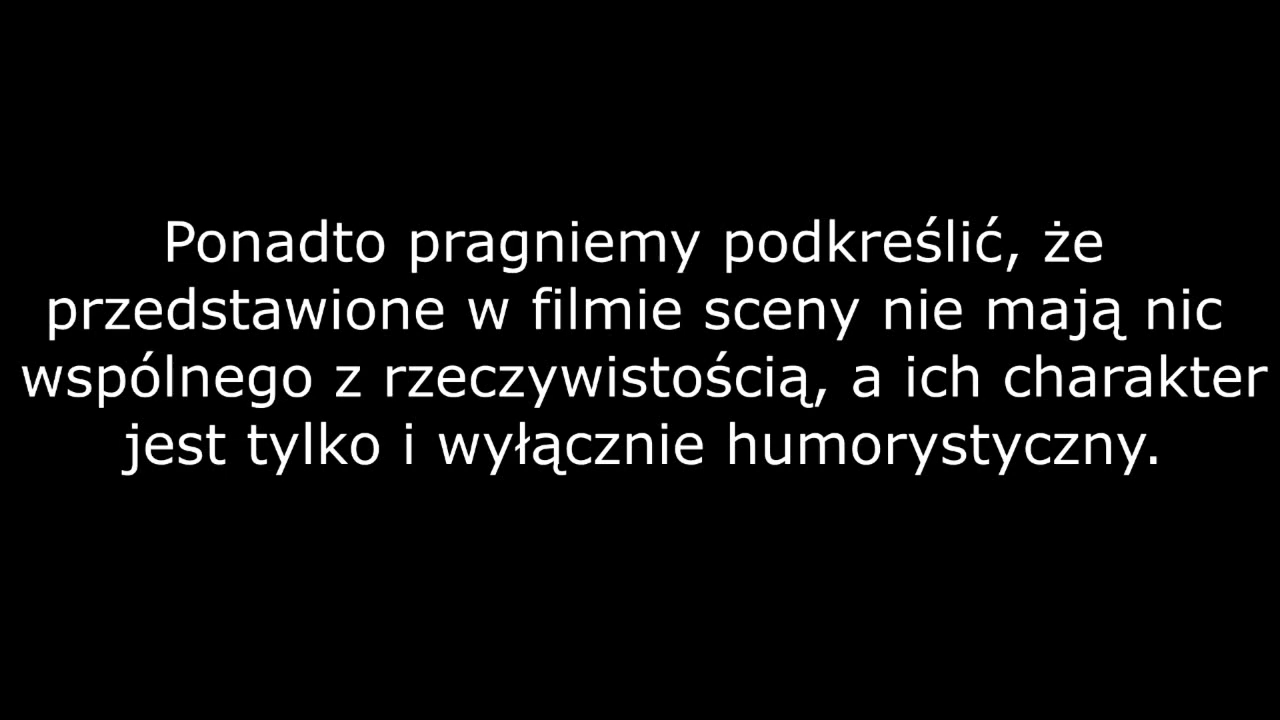 Ponadto pragniemy podkreślić, że
przedstawione w filmie sceny nie mają nic
wspólnego z rzeczywistością, a ich charakter
jest tylko i wyłącznie humorystyczny.